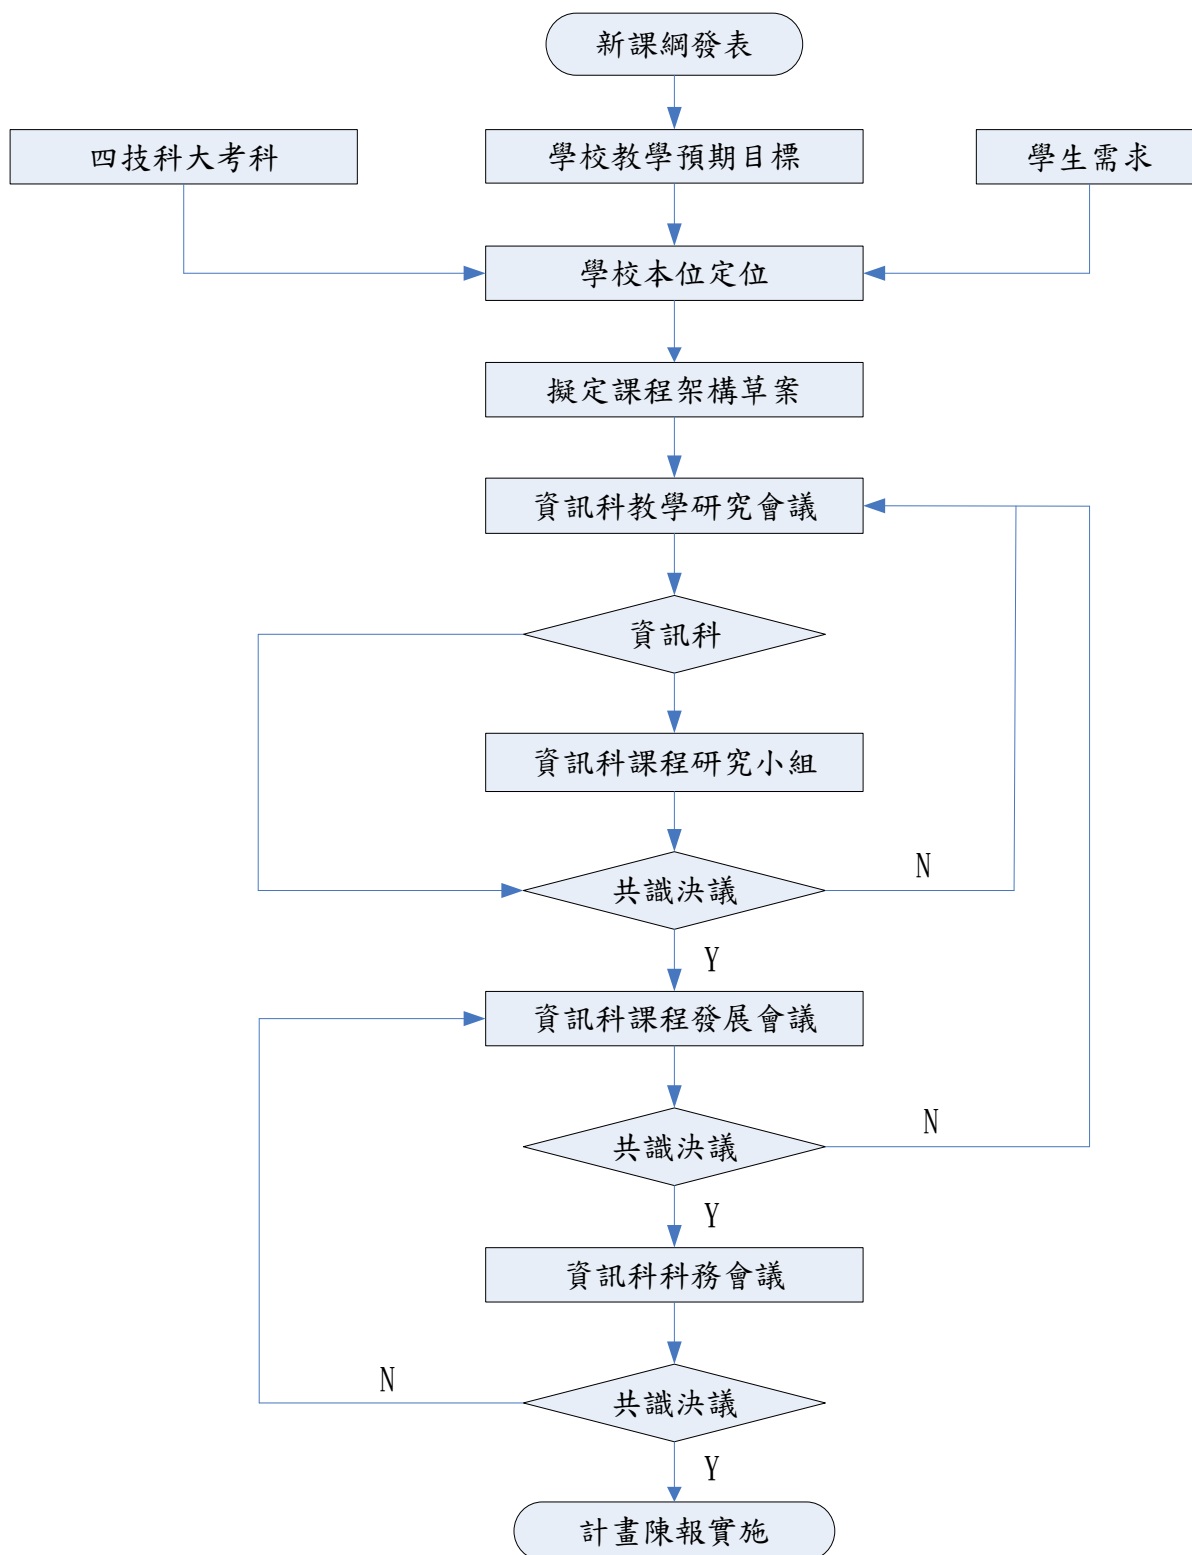 新課綱發表
四技科大考科
學校教學預期目標
學生需求
學校本位定位
擬定課程架構草案
資訊科教學研究會議
資訊科
資訊科課程研究小組
共識決議
N
Y
資訊科課程發展會議
共識決議
N
Y
資訊科科務會議
共識決議
N
Y
計畫陳報實施